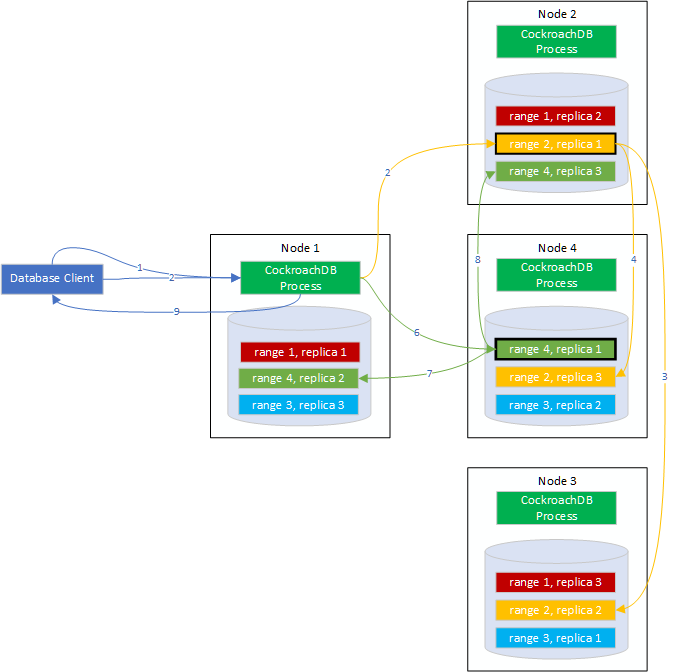 Node 2
CockroachDB
Process
range 1, replica 2
range 2, replica 1
range 4, replica 3
2
Node 1
CockroachDB
Process
range 1, replica 1
range 4, replica 2
range 3, replica 3
Database Client
1
2
9
6
7
8
4
3
Node 4
CockroachDB
Process
range 4, replica 1
range 2, replica 3
range 3, replica 2
Node 3
CockroachDB
Process
range 1, replica 3
range 2, replica 2
range 3, replica 1